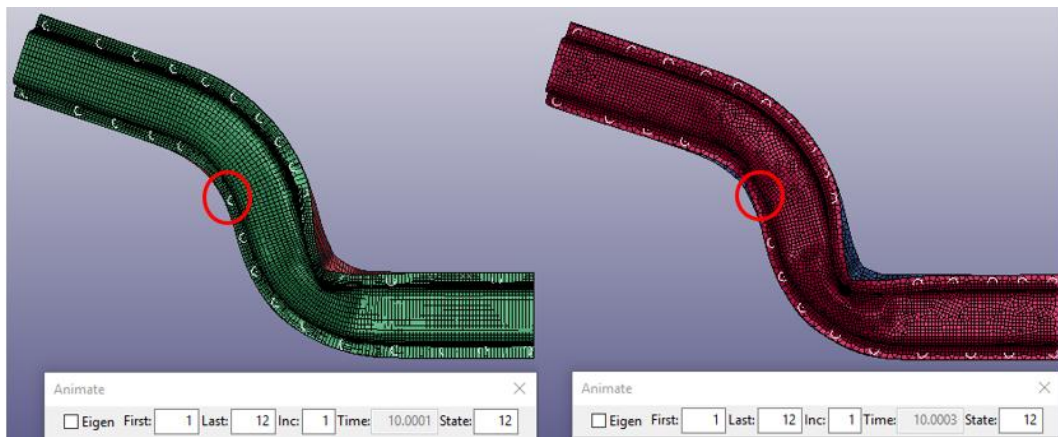 Animate
Eigen First: 1 Last: 12 Inc: 1 Time: 10.0001 State: 12
Animate
Eigen First: 1 Last: 12 Inc: 1 Time: 10.0003 State: 12